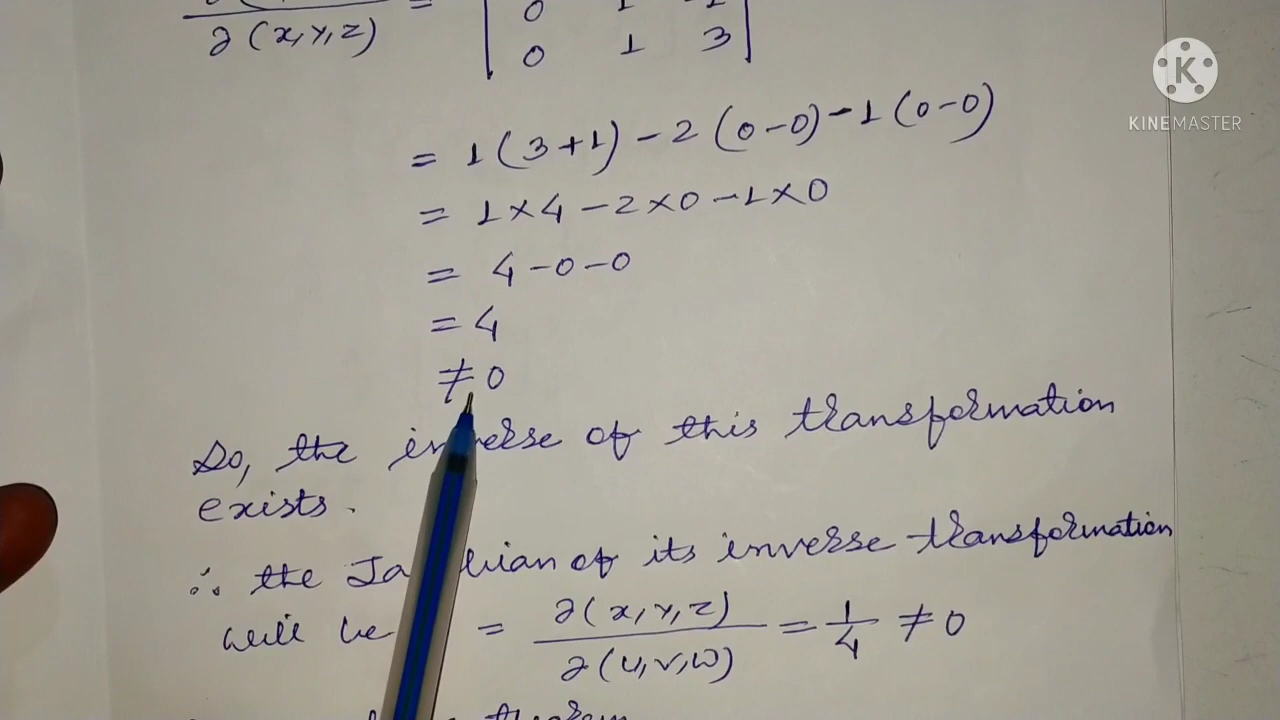 ∂(x,y,z) =
0 1 -1
0 1 3
K
KINEMASTER
= 1(3+1) - 2(0-0) - 1(0-0)
= 1×4 - 2×0 - 1×0
= 4 - 0 - 0
= 4
≠ 0
So, the inverse of this transformation
exists.
∴ the of its inverse transformation
will be = ∂(x,y,z) / ∂(u,v,w) = 1/4 ≠ 0